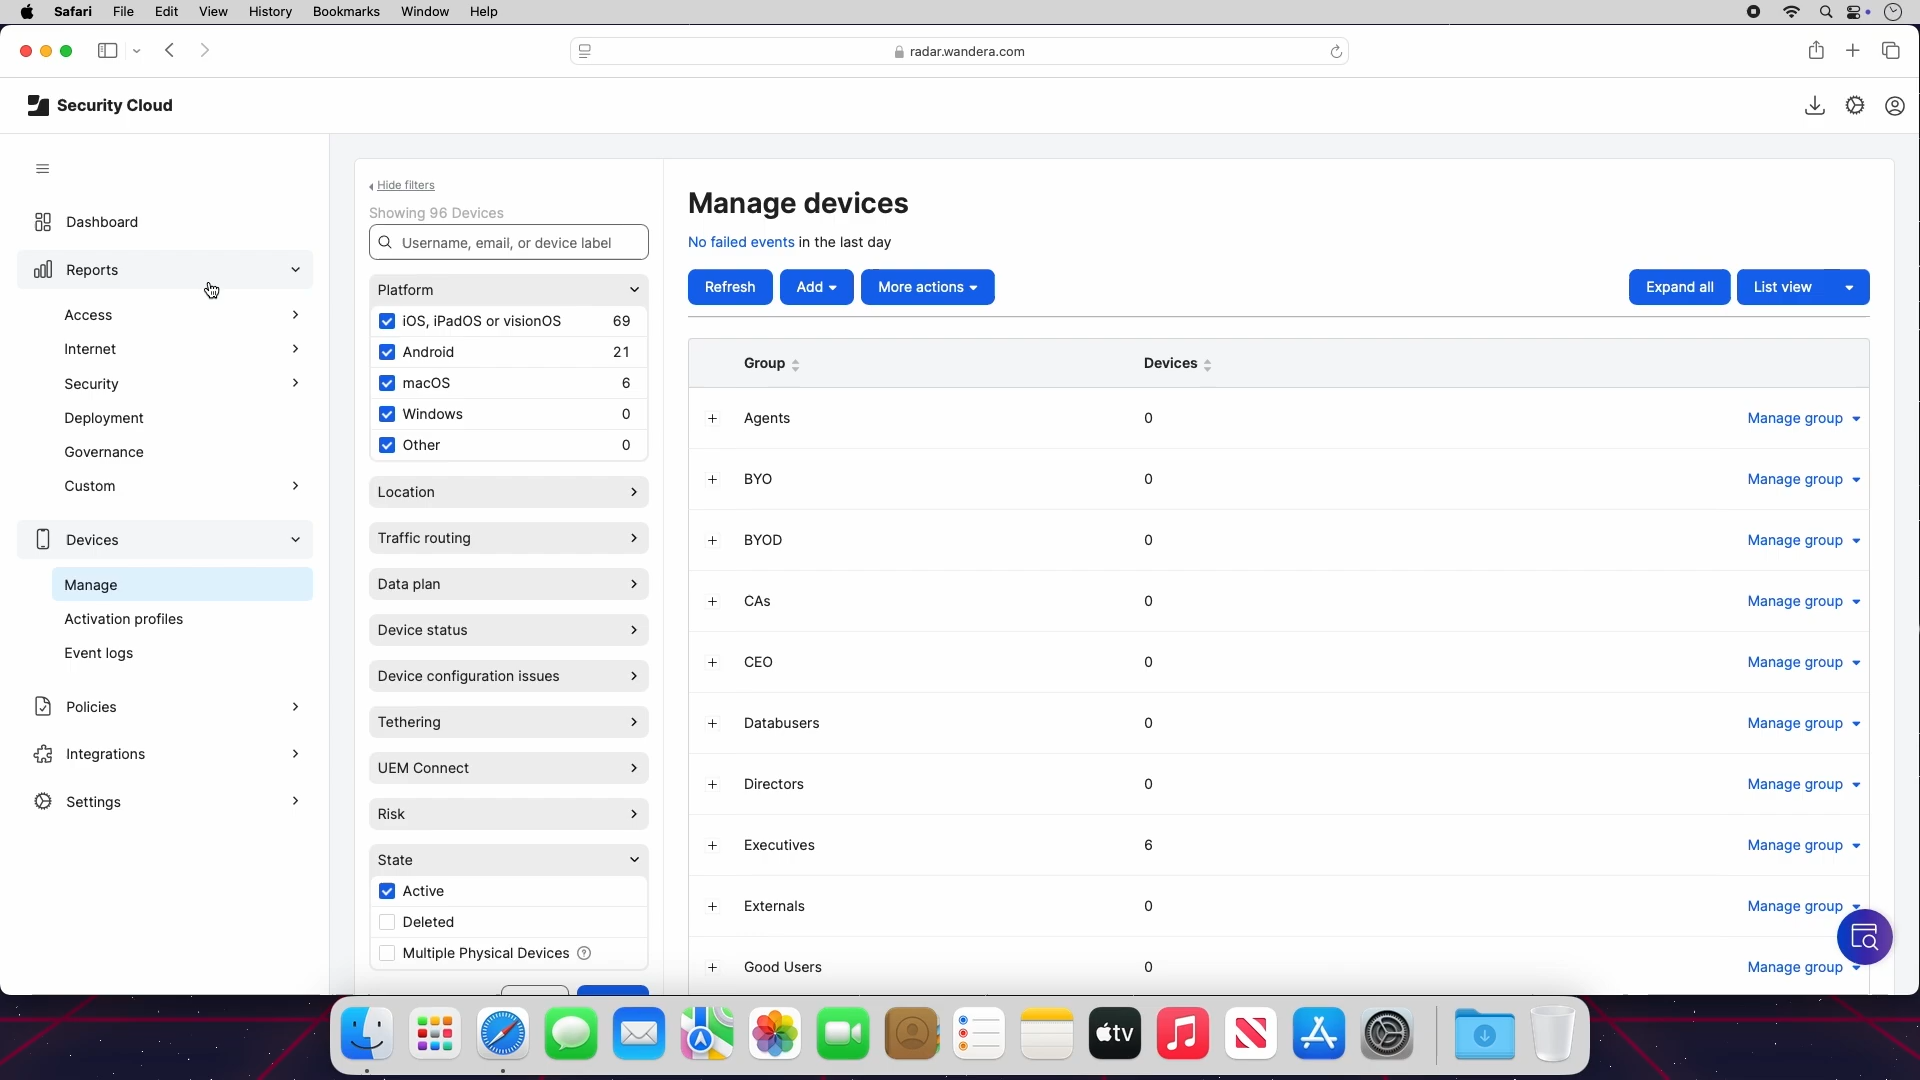 Safari File Edit View History Bookmarks Window Help
radar.wandera.com
Security Cloud
Dashboard
Reports
Access
Internet
Security
Deployment
Governance
Custom
Devices
Manage
Activation profiles
Event logs
Policies
Integrations
Settings
Hide filters
Showing 96 Devices
Username, email, or device label
Platform
iOS, iPadOS or visionOS 69
Android 21
macOS 6
Windows 0
Other 0
Location
Traffic routing
Data plan
Device status
Device configuration issues
Tethering
UEM Connect
Risk
State
Active
Deleted
Multiple Physical Devices ?
Manage devices
No failed events in the last day
Refresh Add More actions Expand all List view
Group Devices
+ Agents 0 Manage group
+ BYO 0 Manage group
+ BYOD 0 Manage group
+ CAs 0 Manage group
+ CEO 0 Manage group
+ Databusers 0 Manage group
+ Directors 0 Manage group
+ Executives 6 Manage group
+ Externals 0 Manage group
+ Good Users 0 Manage group
tv